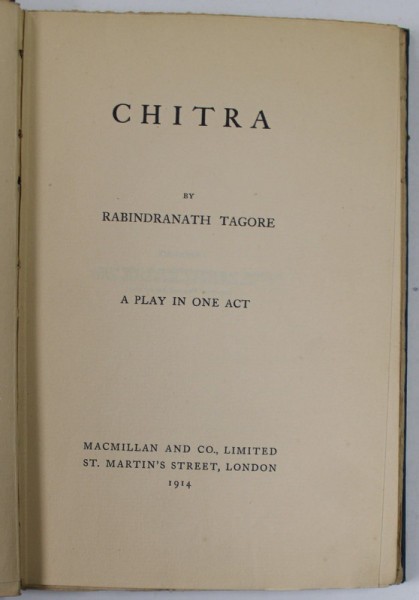 CHITRA
BY
RABINDRANATH TAGORE
A PLAY IN ONE ACT
MACMILLAN AND CO., LIMITED
ST. MARTIN'S STREET, LONDON
1914